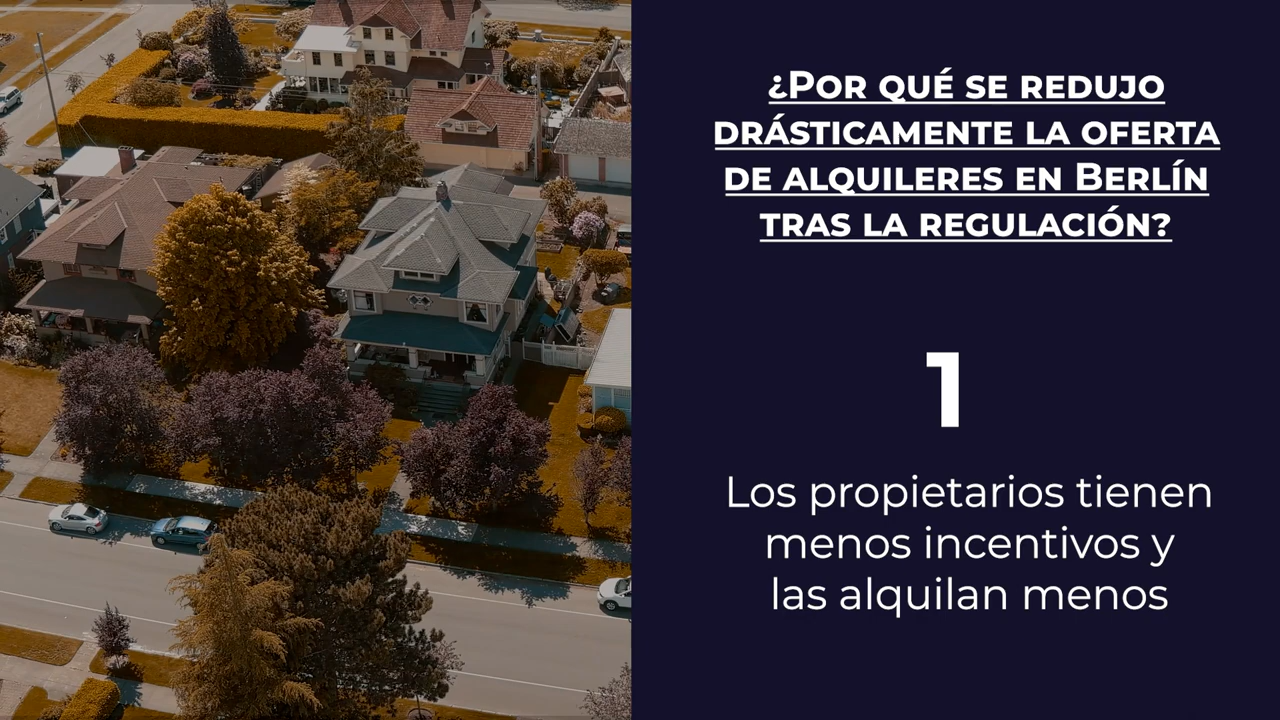 ¿Por qué se redujo
drásticamente la oferta
de alquileres en Berlín
tras la regulación?
1
Los propietarios tienen
menos incentivos y
las alquilan menos